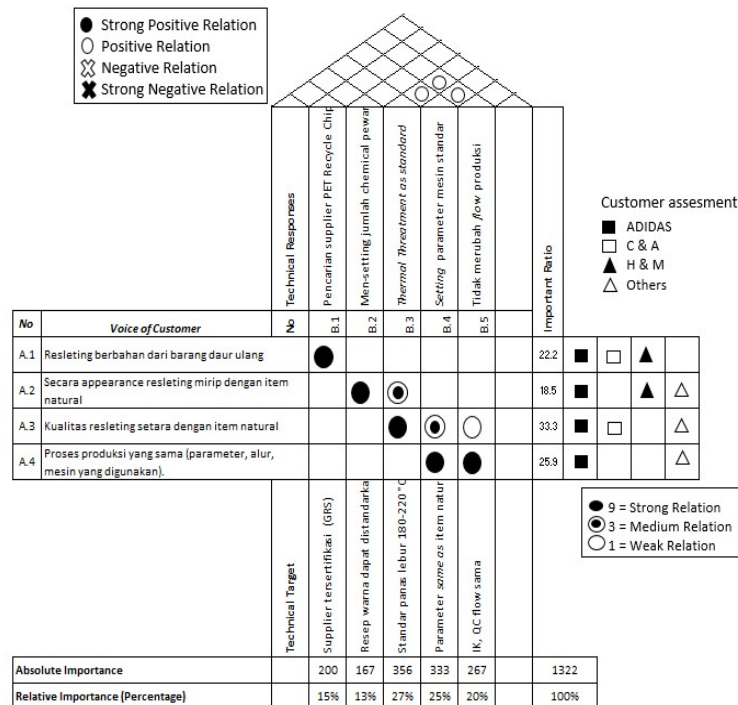 Strong Positive Relation
Positive Relation
Negative Relation
Strong Negative Relation
Technical Responses
Pencarian supplier PET Recycle Chip
Men-setting jumlah chemical pewar
Thermal Threatment as standard
Setting parameter mesin standar
Tidak merubah flow produksi
Important Ratio
Customer assesment
ADIDAS
C & A
H & M
Others
No Voice of Customer No B.1 B.2 B.3 B.4 B.5
A.1 Resleting berbahan dari barang daur ulang 22.2
A.2 Secara appearance resleting mirip dengan item
natural 18.5
A.3 Kualitas resleting setara dengan item natural 33.3
A.4 Proses produksi yang sama (parameter, alur,
mesin yang digunakan). 25.9
9 = Strong Relation
3 = Medium Relation
1 = Weak Relation
Technical Target
Supplier tersertifikasi (GRS)
Resep warna dapat distandarka
Standar panas lebur 180-220 °C
Parameter same as item natur
IK, QC flow sama
Absolute Importance 200 167 356 333 267 1322
Relative Importance (Percentage) 15% 13% 27% 25% 20% 100%